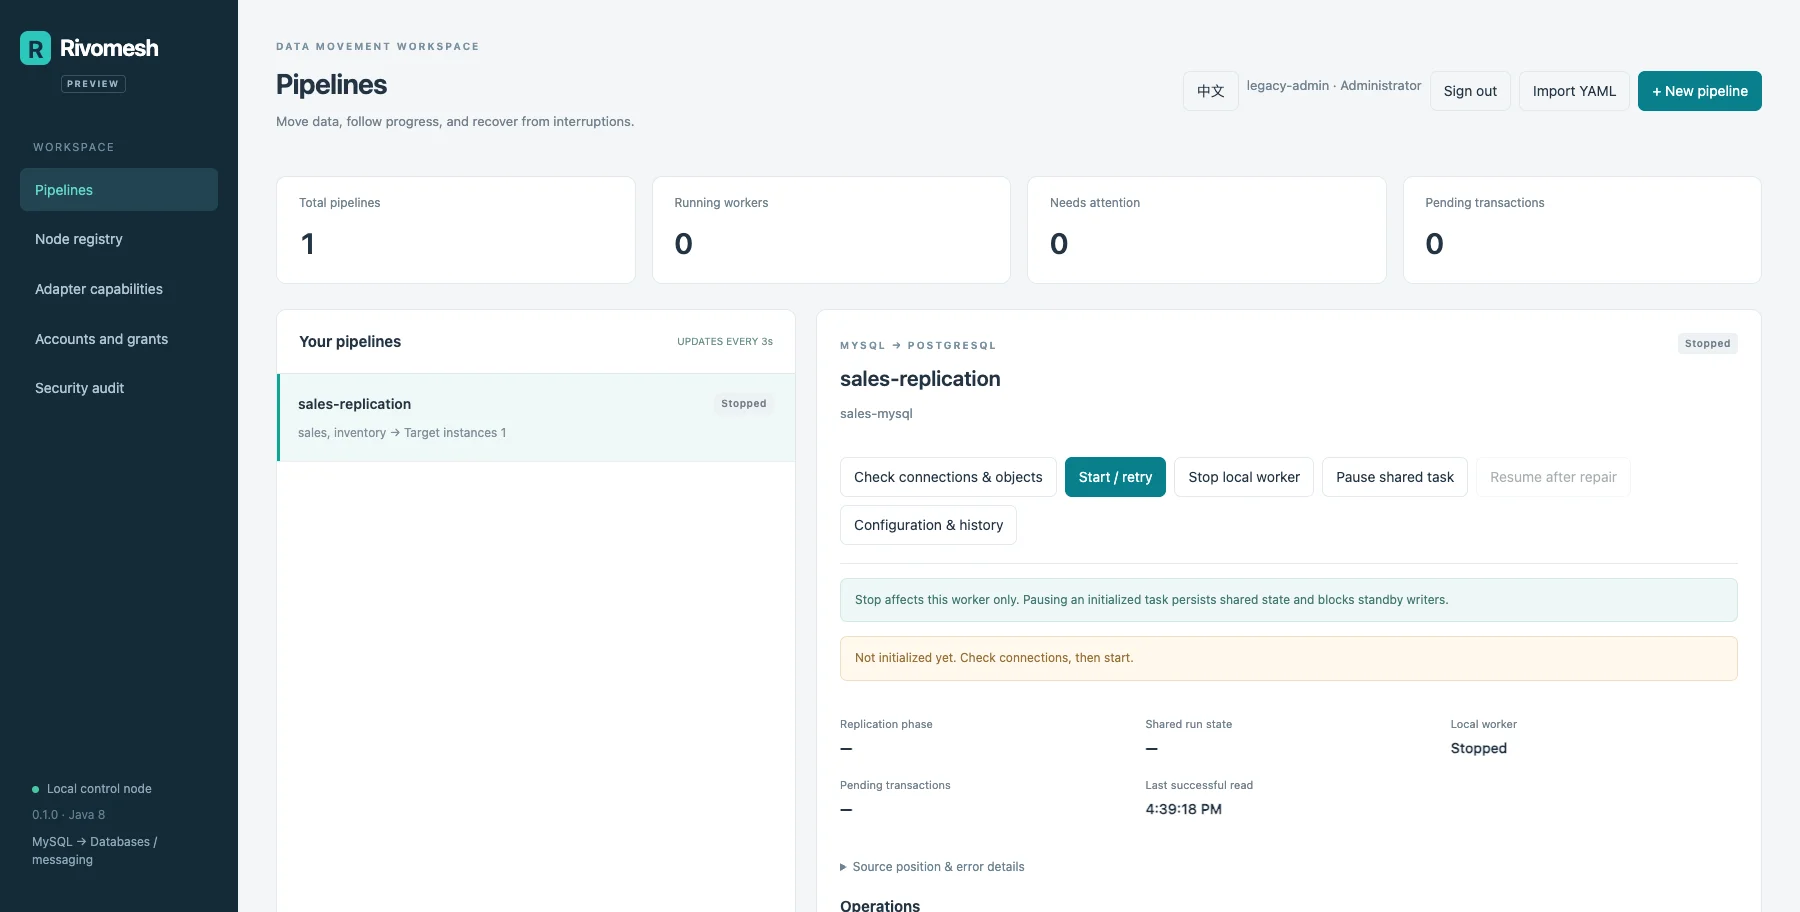 R Rivomesh
PREVIEW
WORKSPACE
Pipelines
Node registry
Adapter capabilities
Accounts and grants
Security audit
Local control node
0.1.0 · Java 8
MySQL → Databases /
messaging
DATA MOVEMENT WORKSPACE
Pipelines
Move data, follow progress, and recover from interruptions.
中文
legacy-admin · Administrator
Sign out
Import YAML
+ New pipeline
Total pipelines
1
Running workers
0
Needs attention
0
Pending transactions
0
Your pipelines
UPDATES EVERY 3s
sales-replication
Stopped
sales, inventory → Target instances 1
MYSQL → POSTGRESQL
Stopped
sales-replication
sales-mysql
Check connections & objects
Start / retry
Stop local worker
Pause shared task
Resume after repair
Configuration & history
Stop affects this worker only. Pausing an initialized task persists shared state and blocks standby writers.
Not initialized yet. Check connections, then start.
Replication phase
—
Shared run state
—
Local worker
Stopped
Pending transactions
—
Last successful read
4:39:18 PM
▶ Source position & error details
Operations